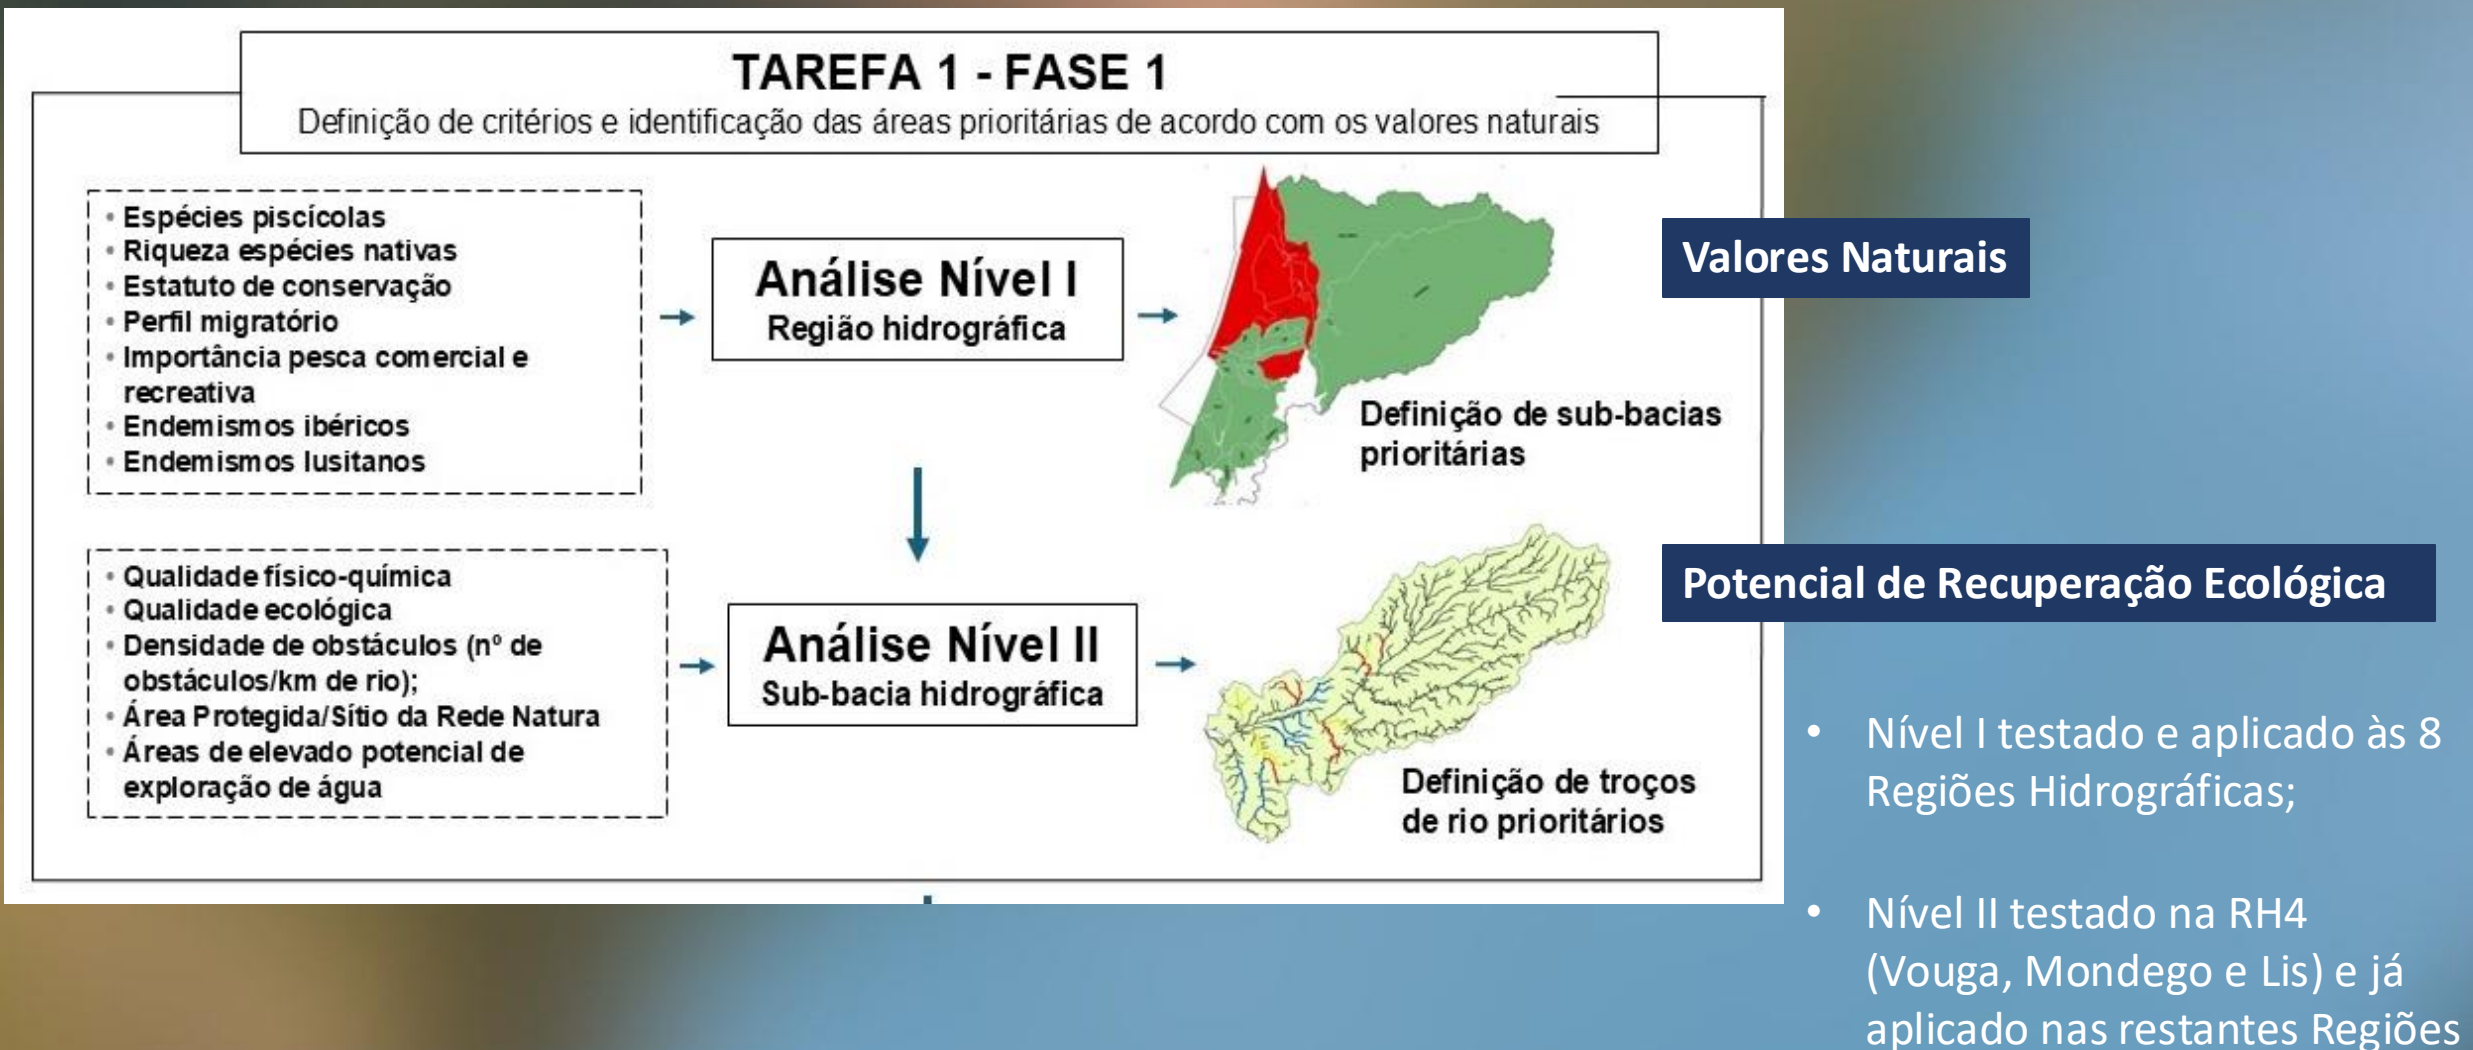 TAREFA 1 - FASE 1
Definição de critérios e identificação das áreas prioritárias de acordo com os valores naturais
• Espécies piscícolas
• Riqueza espécies nativas
• Estatuto de conservação
• Perfil migratório
• Importância pesca comercial e
recreativa
• Endemismos ibéricos
• Endemismos lusitanos
Análise Nível I
Região hidrográfica
Definição de sub-bacias
prioritárias
Valores Naturais
• Qualidade físico-química
• Qualidade ecológica
• Densidade de obstáculos (nº de
obstáculos/km de rio);
• Área Protegida/Sítio da Rede Natura
• Áreas de elevado potencial de
exploração de água
Análise Nível II
Sub-bacia hidrográfica
Definição de troços
de rio prioritários
Potencial de Recuperação Ecológica
• Nível I testado e aplicado às 8
Regiões Hidrográficas;
• Nível II testado na RH4
(Vouga, Mondego e Lis) e já
aplicado nas restantes Regiões